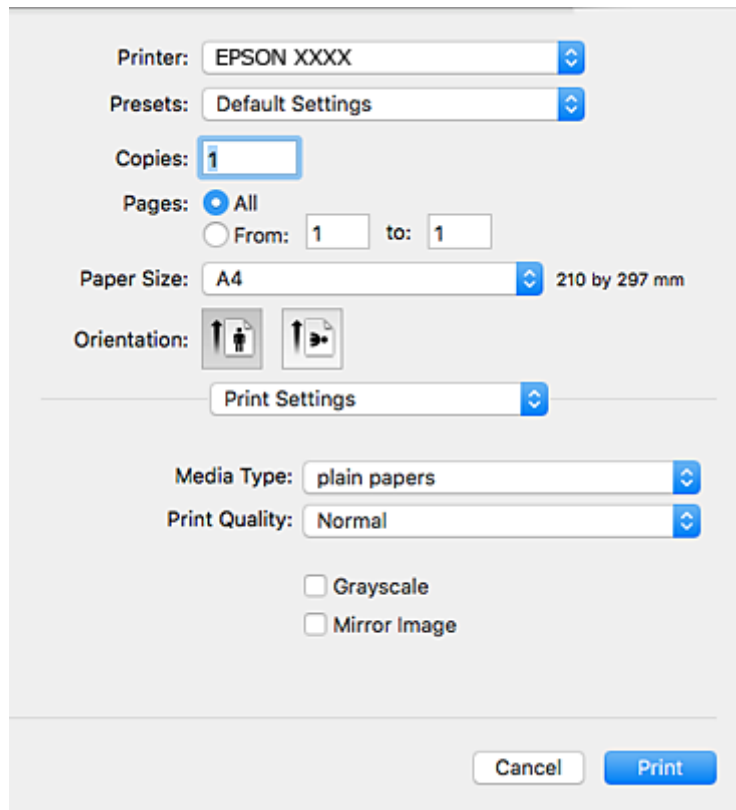 Printer: EPSON XXXX
Presets: Default Settings
Copies: 1
Pages: All
From: 1 to: 1
Paper Size: A4 210 by 297 mm
Orientation:
Print Settings
Media Type: plain papers
Print Quality: Normal
Grayscale
Mirror Image
Cancel Print